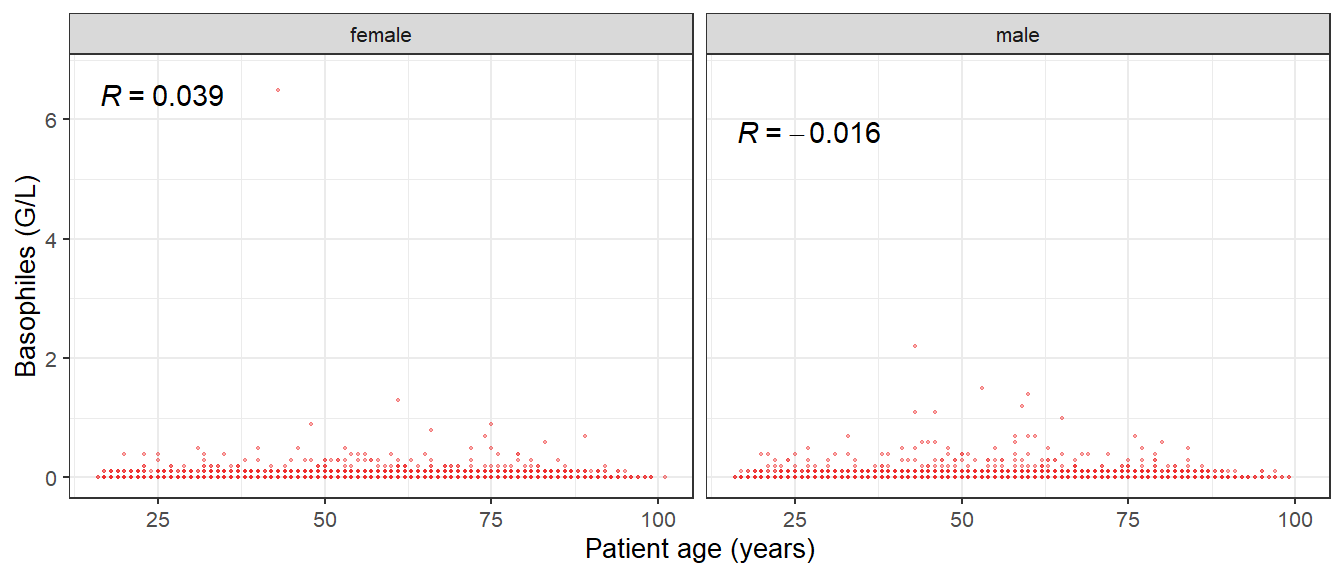 female
male
R = 0.039
R = −0.016
Basophiles (G/L)
6
4
2
0
25 50 75 100
25 50 75 100
Patient age (years)